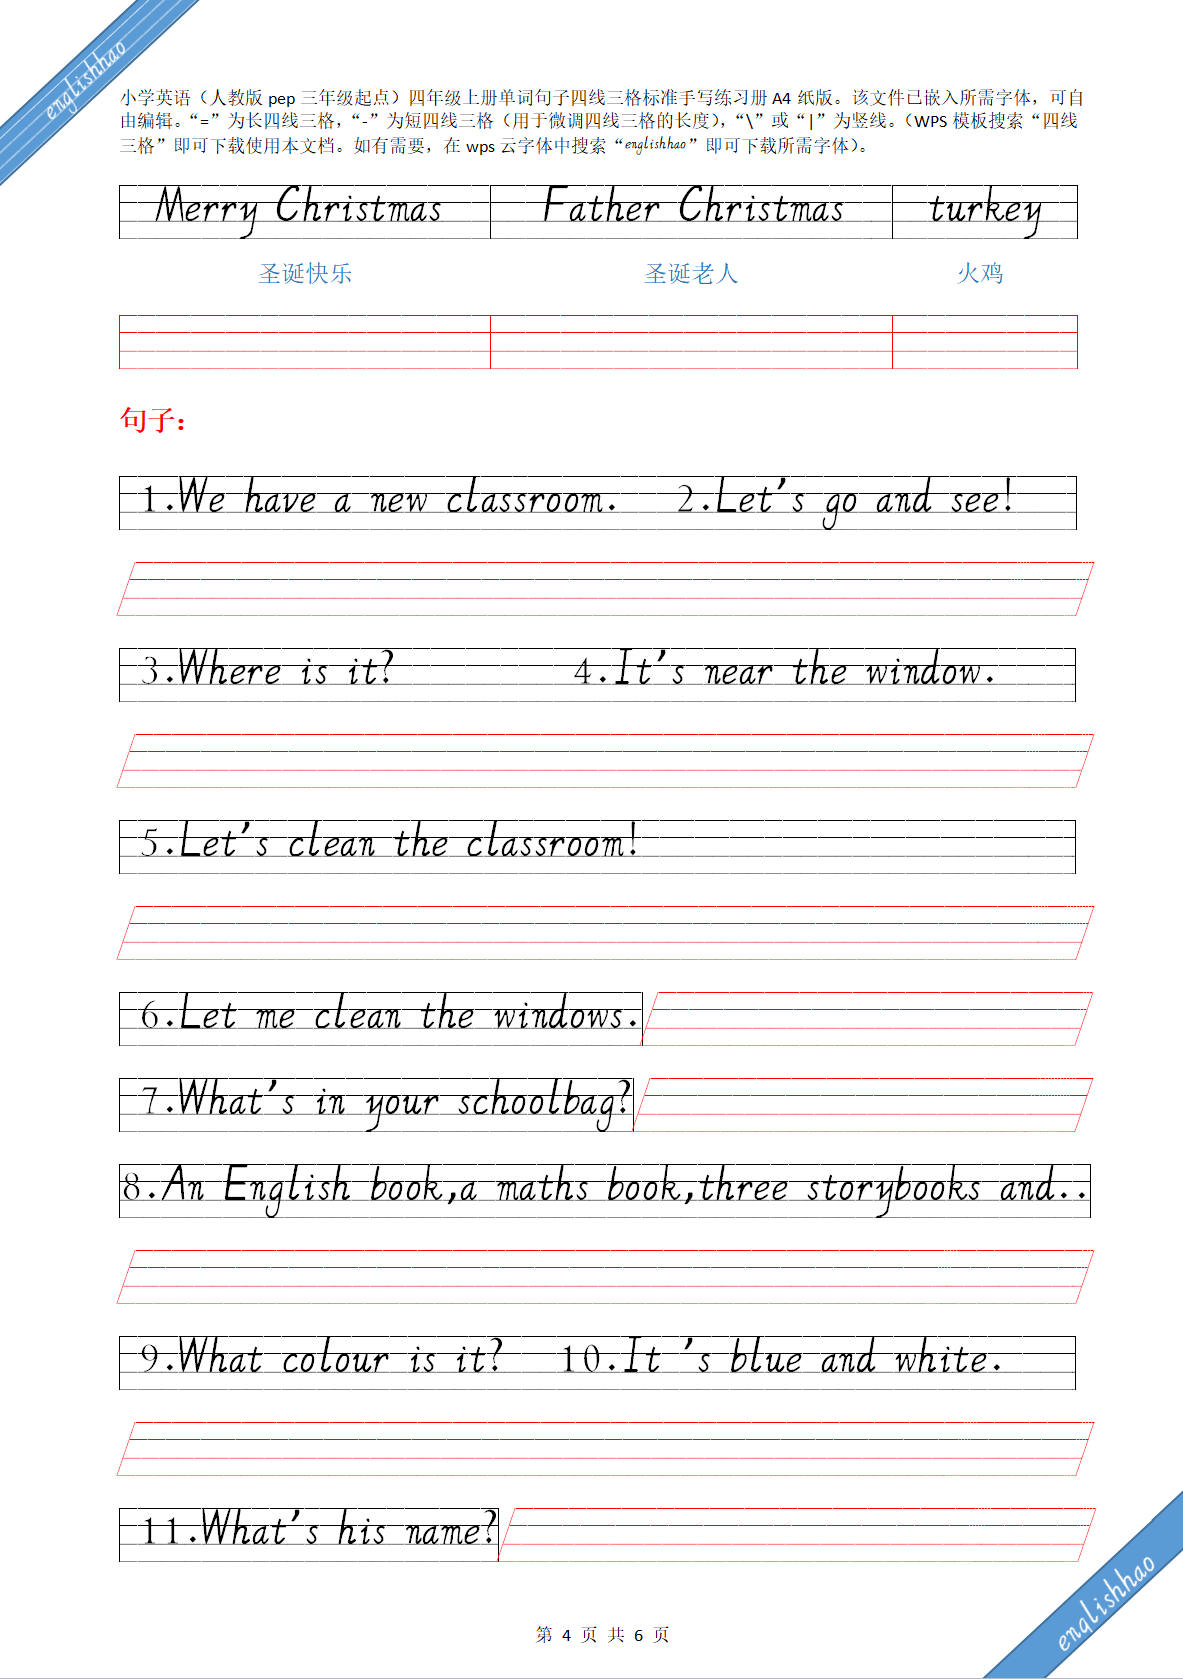 englishhao
小学英语（人教版 pep 三年级起点）四年级上册单词句子四线三格标准手写练习册 A4 纸版。该文件已嵌入所需字体，可自
由编辑。“=”为长四线三格，“-”为短四线三格（用于微调四线三格的长度），“\”或“|”为竖线。（WPS 模板搜索“四线
三格”即可下载使用本文档。如有需要，在 wps 云字体中搜索“englishhao”即可下载所需字体）。
Merry Christmas Father Christmas turkey
圣诞快乐 圣诞老人 火鸡
句子：
1.We have a new classroom. 2.Let's go and see!
3.Where is it? 4.It's near the window.
5.Let's clean the classroom!
6.Let me clean the windows.
7.What's in your schoolbag?
8.An English book,a maths book,three storybooks and..
9.What colour is it? 10.It 's blue and white.
11.What's his name?
englishhao
第 4 页 共 6 页